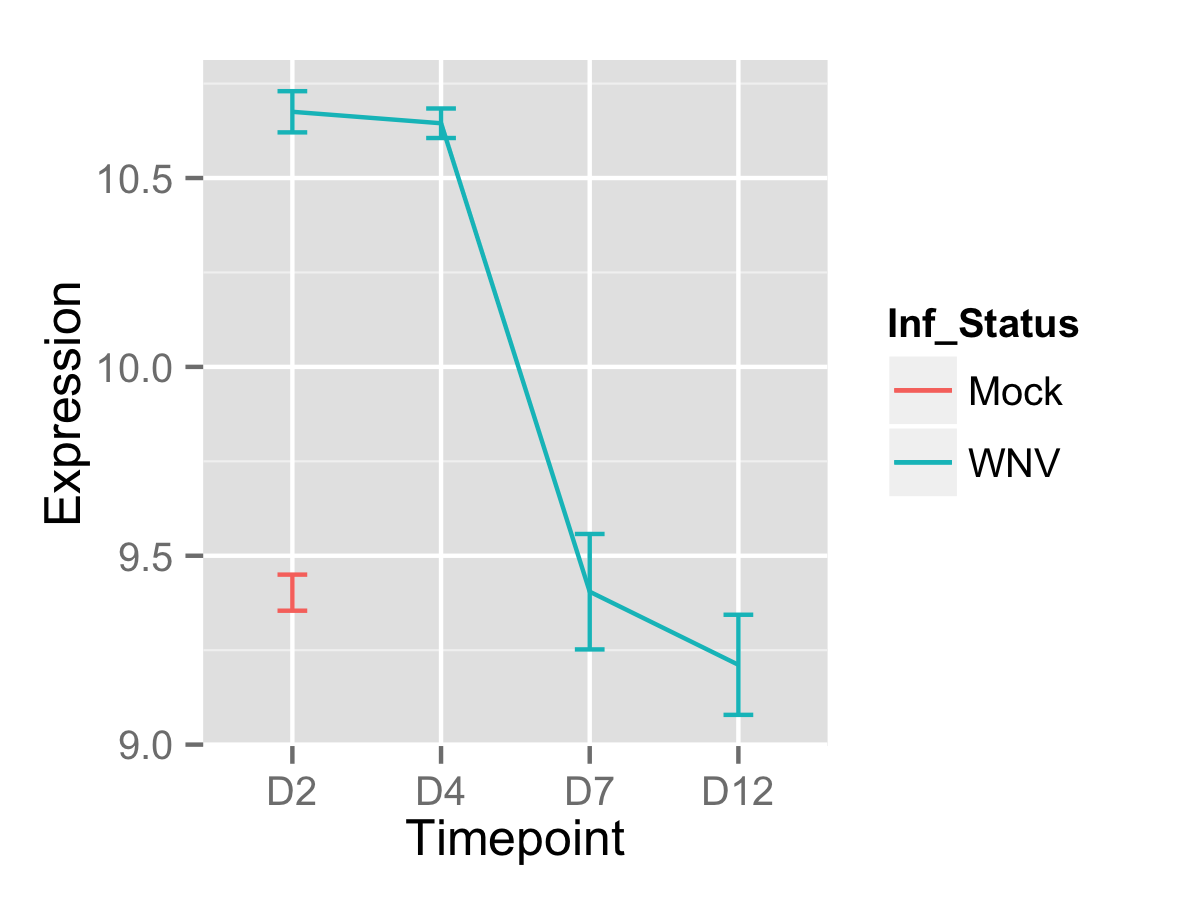 10.5
10.0
9.5
9.0
Expression
D2 D4 D7 D12
Timepoint
Inf_Status
Mock
WNV